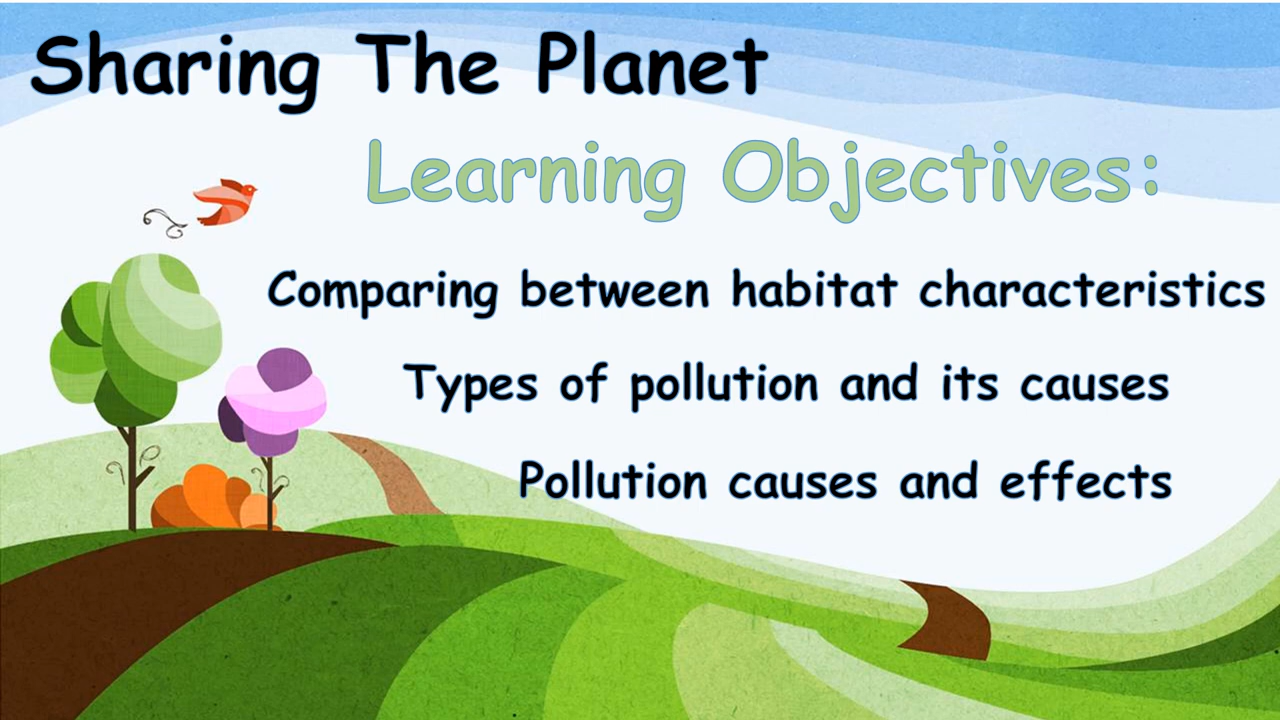 Sharing The Planet
Learning Objectives:
Comparing between habitat characteristics
Types of pollution and its causes
Pollution causes and effects